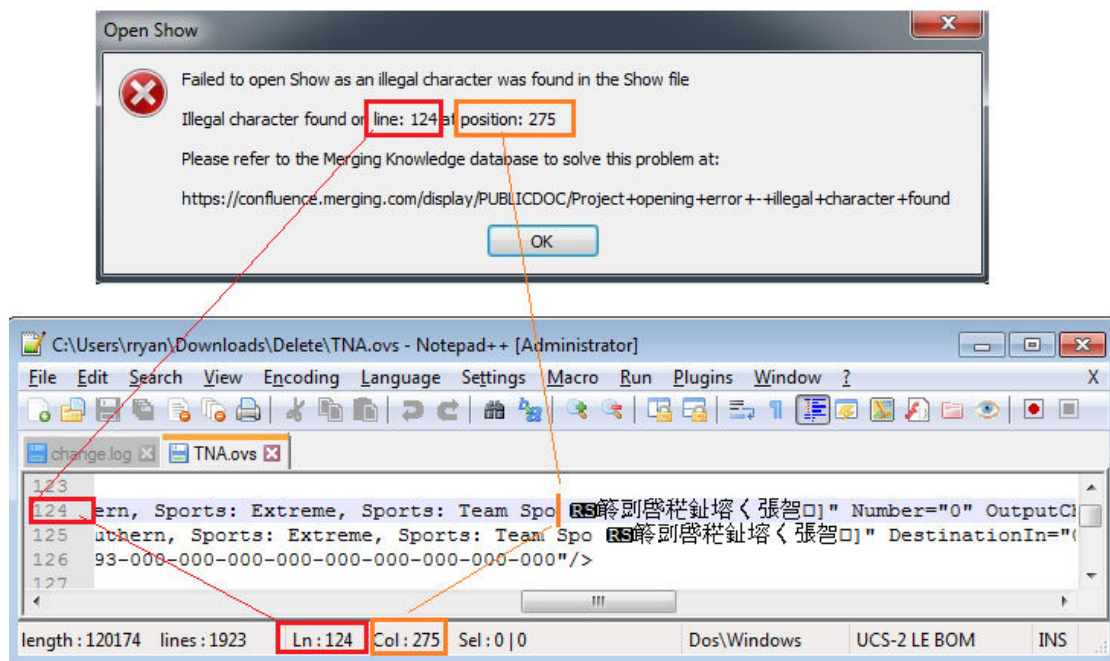 Open Show
Failed to open Show as an illegal character was found in the Show file
Illegal character found on line: 124 at position: 275
Please refer to the Merging Knowledge database to solve this problem at:
https://confluence.merging.com/display/PUBLICDOC/Project+opening+error+-+illegal+character+found
OK
C:\Users\rryan\Downloads\Delete\TNA.ovs - Notepad++ [Administrator]
File Edit Search View Encoding Language Settings Macro Run Plugins Window ? X
change.log TNA.ovs
123
124 ern, Sports: Extreme, Sports: Team Spo RS
]" Number="0"
125 uthern, Sports: Extreme, Sports: Team Spo RS
]" DestinationIn="
126 93-000-000-000-000-000-000-000-000-000"/>
127
length : 120174 lines : 1923 Ln : 124 Col : 275 Sel : 0 | 0 Dos\Windows UCS-2 LE BOM INS